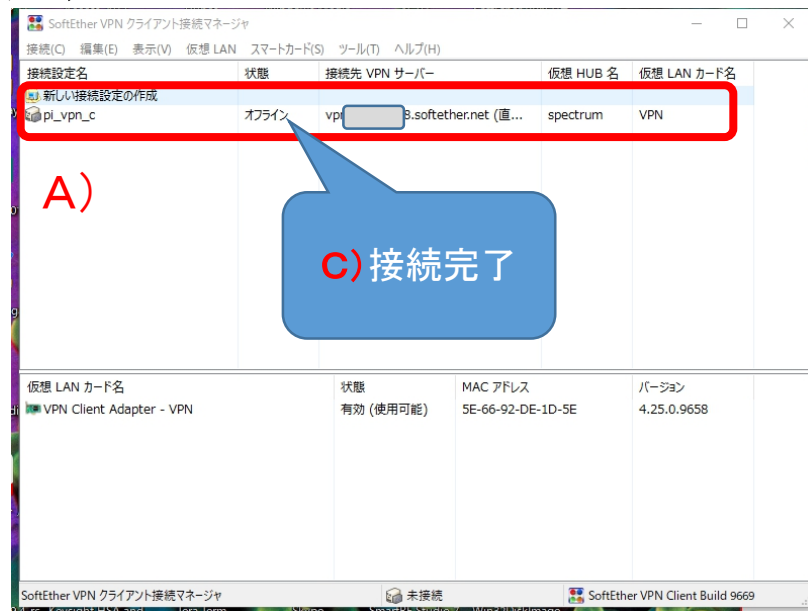 SoftEther VPN クライアント接続マネージャ
接続(C) 編集(E) 表示(V) 仮想 LAN スマートカード(S) ツール(T) ヘルプ(H)
接続設定名 状態 接続先 VPN サーバー 仮想 HUB 名 仮想 LAN カード名
新しい接続設定の作成
pi_vpn_c オフライン vpn 8.softether.net (直... spectrum VPN
A)
C)接続完了
仮想 LAN カード名 状態 MAC アドレス バージョン
VPN Client Adapter - VPN 有効 (使用可能) 5E-66-92-DE-1D-5E 4.25.0.9658
SoftEther VPN クライアント接続マネージャ 未接続 SoftEther VPN Client Build 9669